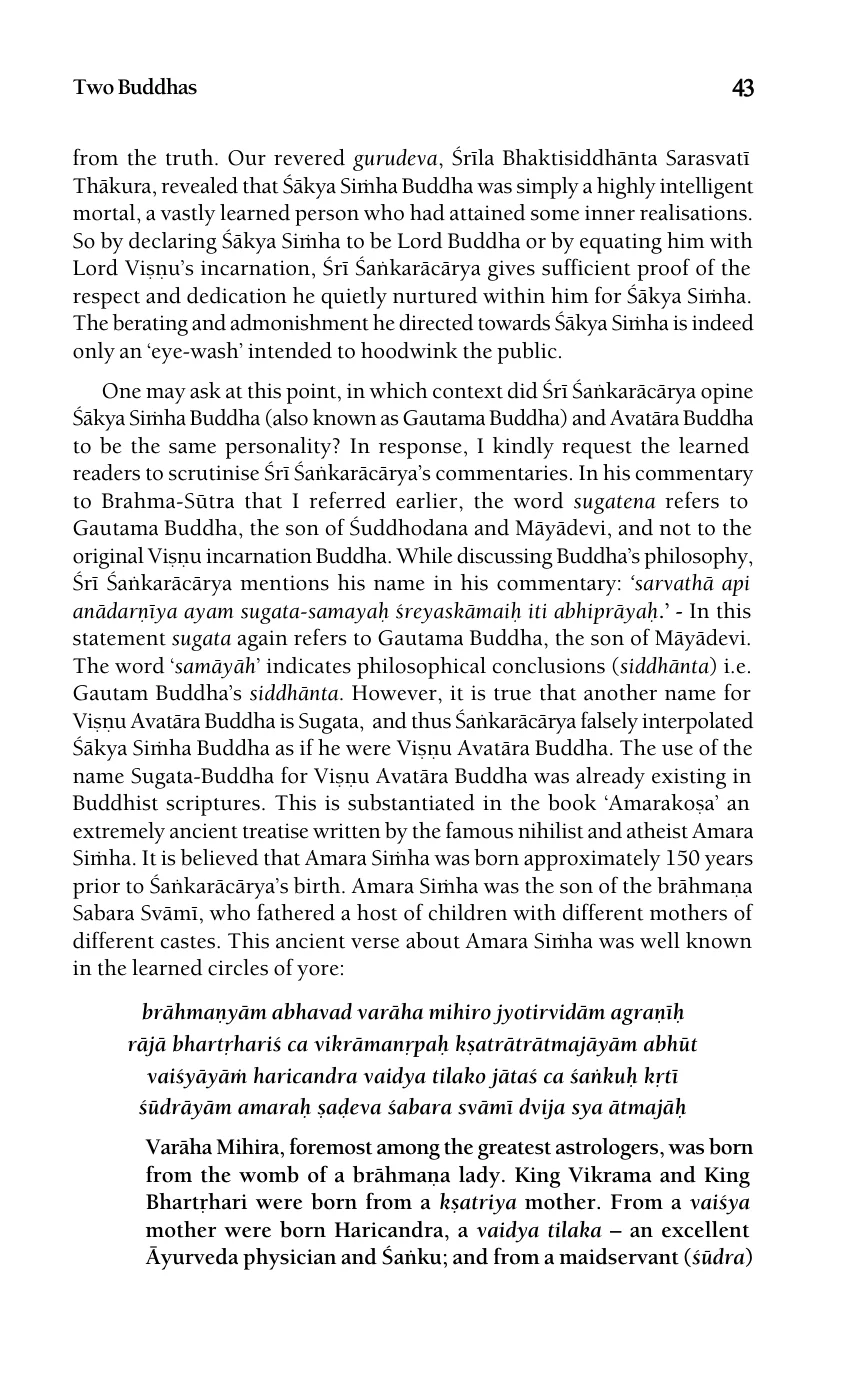 Two Buddhas 43
from the truth. Our revered gurudeva, Śrīla Bhaktisiddhānta Sarasvatī
Thākura, revealed that Śākya Siṁha Buddha was simply a highly intelligent
mortal, a vastly learned person who had attained some inner realisations.
So by declaring Śākya Siṁha to be Lord Buddha or by equating him with
Lord Viṣṇu’s incarnation, Śrī Śaṅkarācārya gives sufficient proof of the
respect and dedication he quietly nurtured within him for Śākya Siṁha.
The berating and admonishment he directed towards Śākya Siṁha is indeed
only an ‘eye-wash’ intended to hoodwink the public.
One may ask at this point, in which context did Śrī Śaṅkarācārya opine
Śākya Siṁha Buddha (also known as Gautama Buddha) and Avatāra Buddha
to be the same personality? In response, I kindly request the learned
readers to scrutinise Śrī Śaṅkarācārya’s commentaries. In his commentary
to Brahma-Sūtra that I referred earlier, the word sugatena refers to
Gautama Buddha, the son of Śuddhodana and Māyādevi, and not to the
original Viṣṇu incarnation Buddha. While discussing Buddha’s philosophy,
Śrī Śaṅkarācārya mentions his name in his commentary: ‘sarvathā api
anādarṇīya ayam sugata-samayaḥ śreyaskāmaiḥ iti abhiprāyaḥ.’ - In this
statement sugata again refers to Gautama Buddha, the son of Māyādevi.
The word ‘samāyāh’ indicates philosophical conclusions (siddhānta) i.e.
Gautam Buddha’s siddhānta. However, it is true that another name for
Viṣṇu Avatāra Buddha is Sugata, and thus Śaṅkarācārya falsely interpolated
Śākya Siṁha Buddha as if he were Viṣṇu Avatāra Buddha. The use of the
name Sugata-Buddha for Viṣṇu Avatāra Buddha was already existing in
Buddhist scriptures. This is substantiated in the book ‘Amarakoṣa’ an
extremely ancient treatise written by the famous nihilist and atheist Amara
Siṁha. It is believed that Amara Siṁha was born approximately 150 years
prior to Śaṅkarācārya’s birth. Amara Siṁha was the son of the brāhmaṇa
Sabara Svāmī, who fathered a host of children with different mothers of
different castes. This ancient verse about Amara Siṁha was well known
in the learned circles of yore:
brāhmaṇyām abhavad varāha mihiro jyotirvidām agraṇīḥ
rājā bhartṛhariś ca vikrāmanṛpaḥ kṣatrātrātmajāyām abhūt
vaiśyāyāṁ haricandra vaidya tilako jātaś ca śaṅkuḥ kṛtī
śūdrāyām amaraḥ ṣaḍeva śabara svāmī dvija sya ātmajāḥ
Varāha Mihira, foremost among the greatest astrologers, was born
from the womb of a brāhmaṇa lady. King Vikrama and King
Bhartṛhari were born from a kṣatriya mother. From a vaiśya
mother were born Haricandra, a vaidya tilaka – an excellent
Āyurveda physician and Śaṅku; and from a maidservant (śūdra)